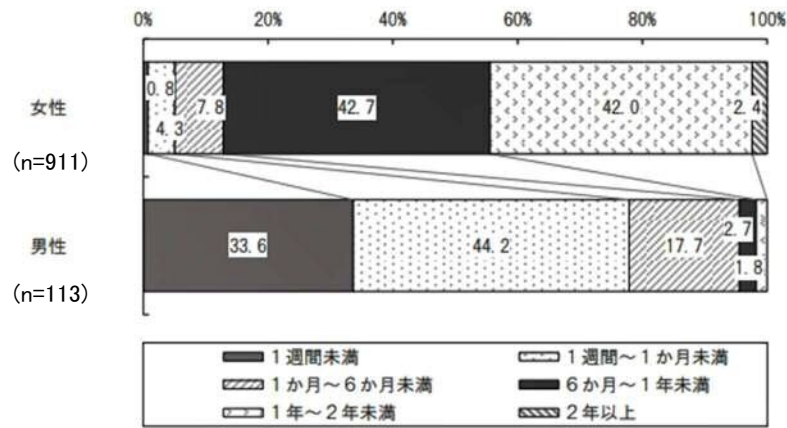 0% 20% 40% 60% 80% 100%
女性
(n=911)
0.8
4.3
7.8
42.7
42.0
2.4
男性
(n=113)
33.6
44.2
17.7
2.7
1.8
1週間未満 1週間～1か月未満
1か月～6か月未満 6か月～1年未満
1年～2年未満 2年以上